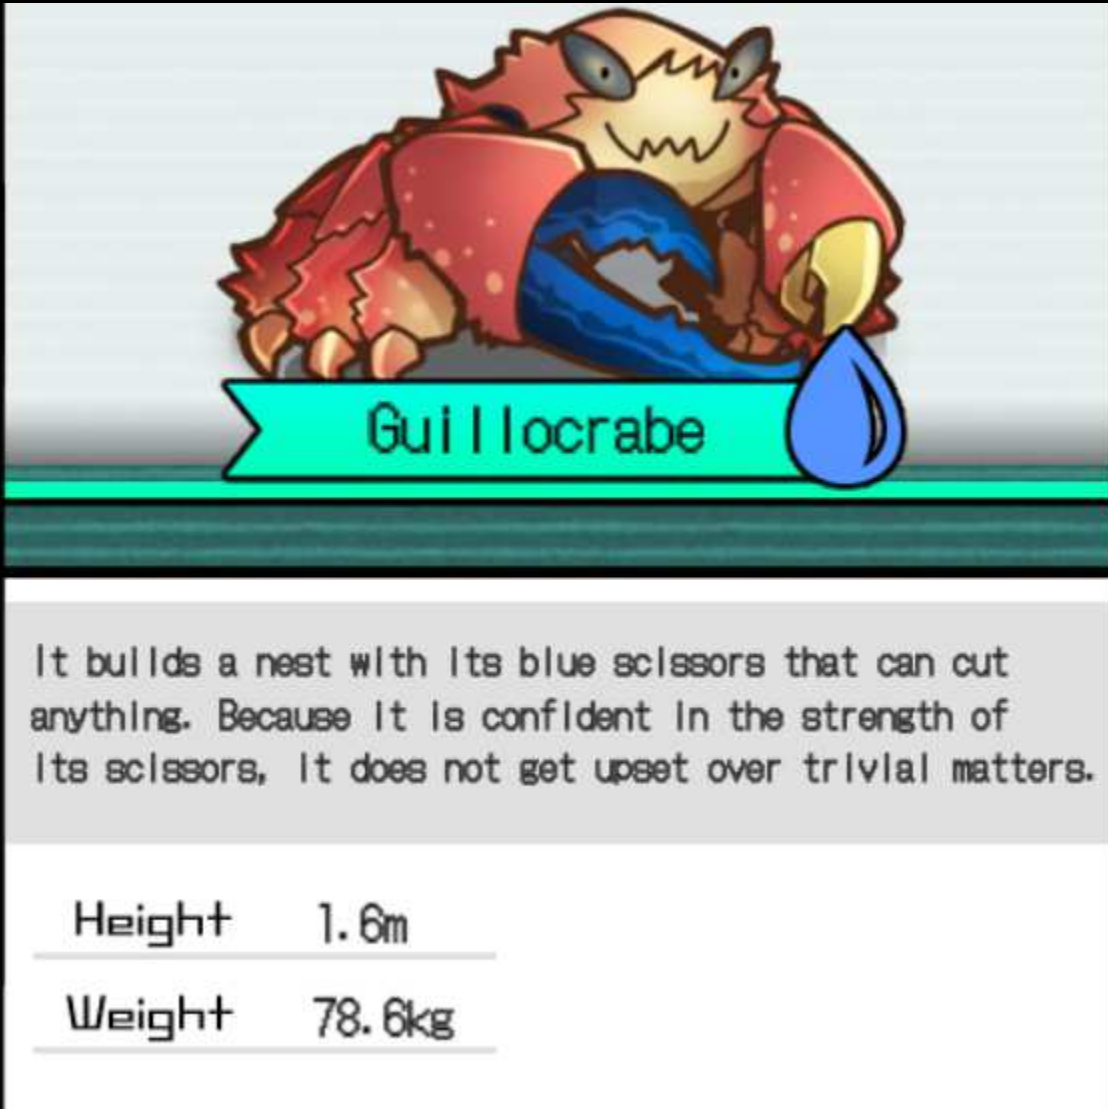 Guillocrabe
It builds a nest with its blue scissors that can cut
anything. Because it is confident in the strength of
its scissors, it does not get upset over trivial matters.
Height 1.6m
Weight 78.6kg